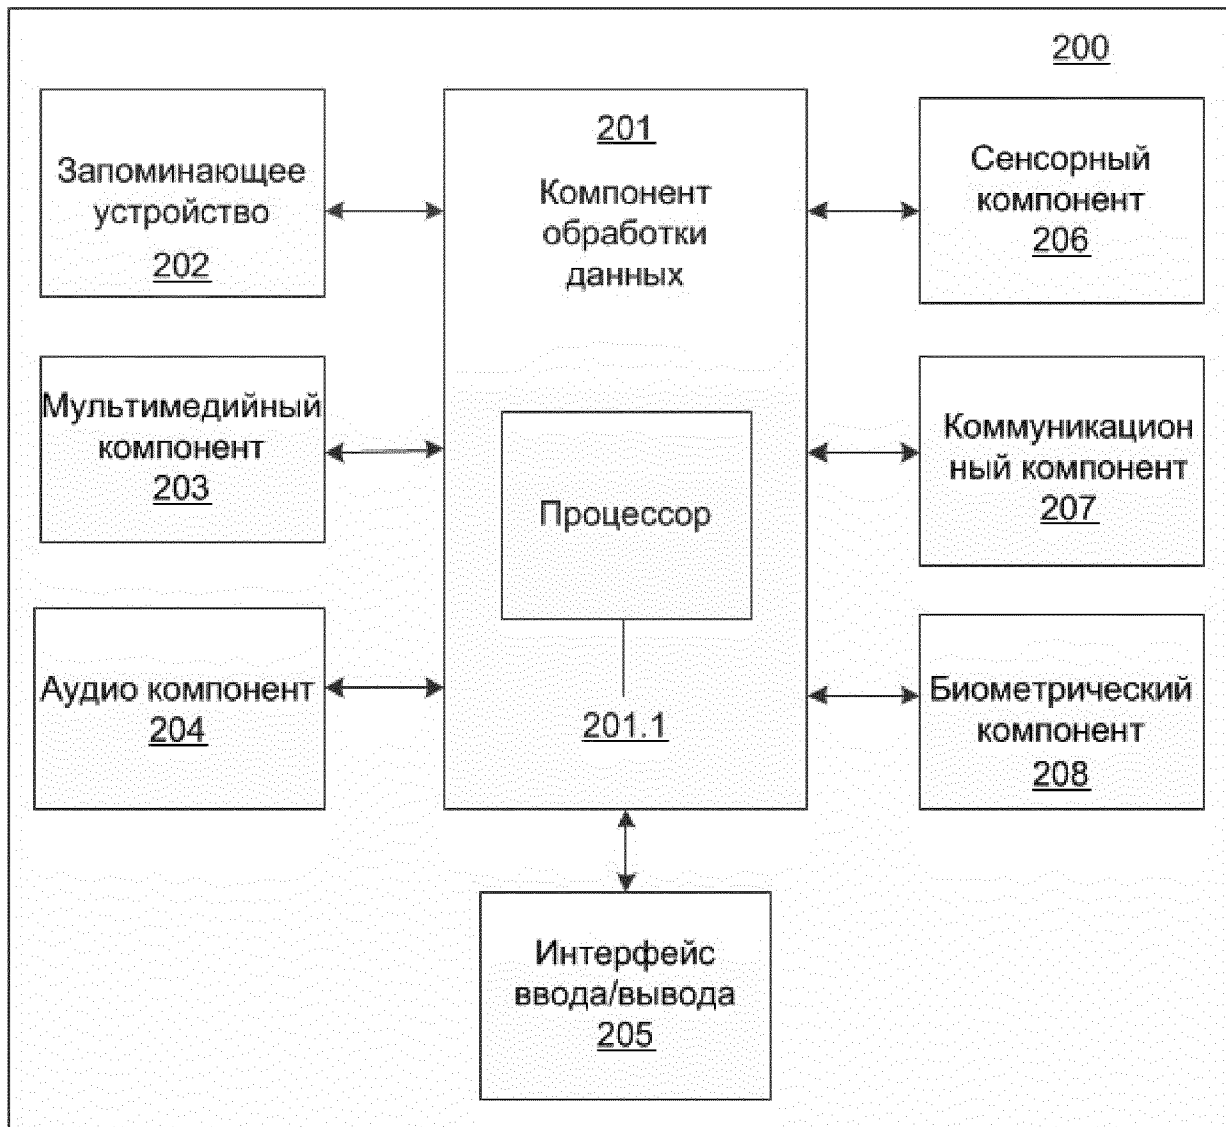 200
Запоминающее
устройство
202
201
Компонент
обработки
данных
Сенсорный
компонент
206
Мультимедийный
компонент
203
Процессор
201.1
Коммуникацион
ный компонент
207
Аудио компонент
204
Биометрический
компонент
208
Интерфейс
ввода/вывода
205